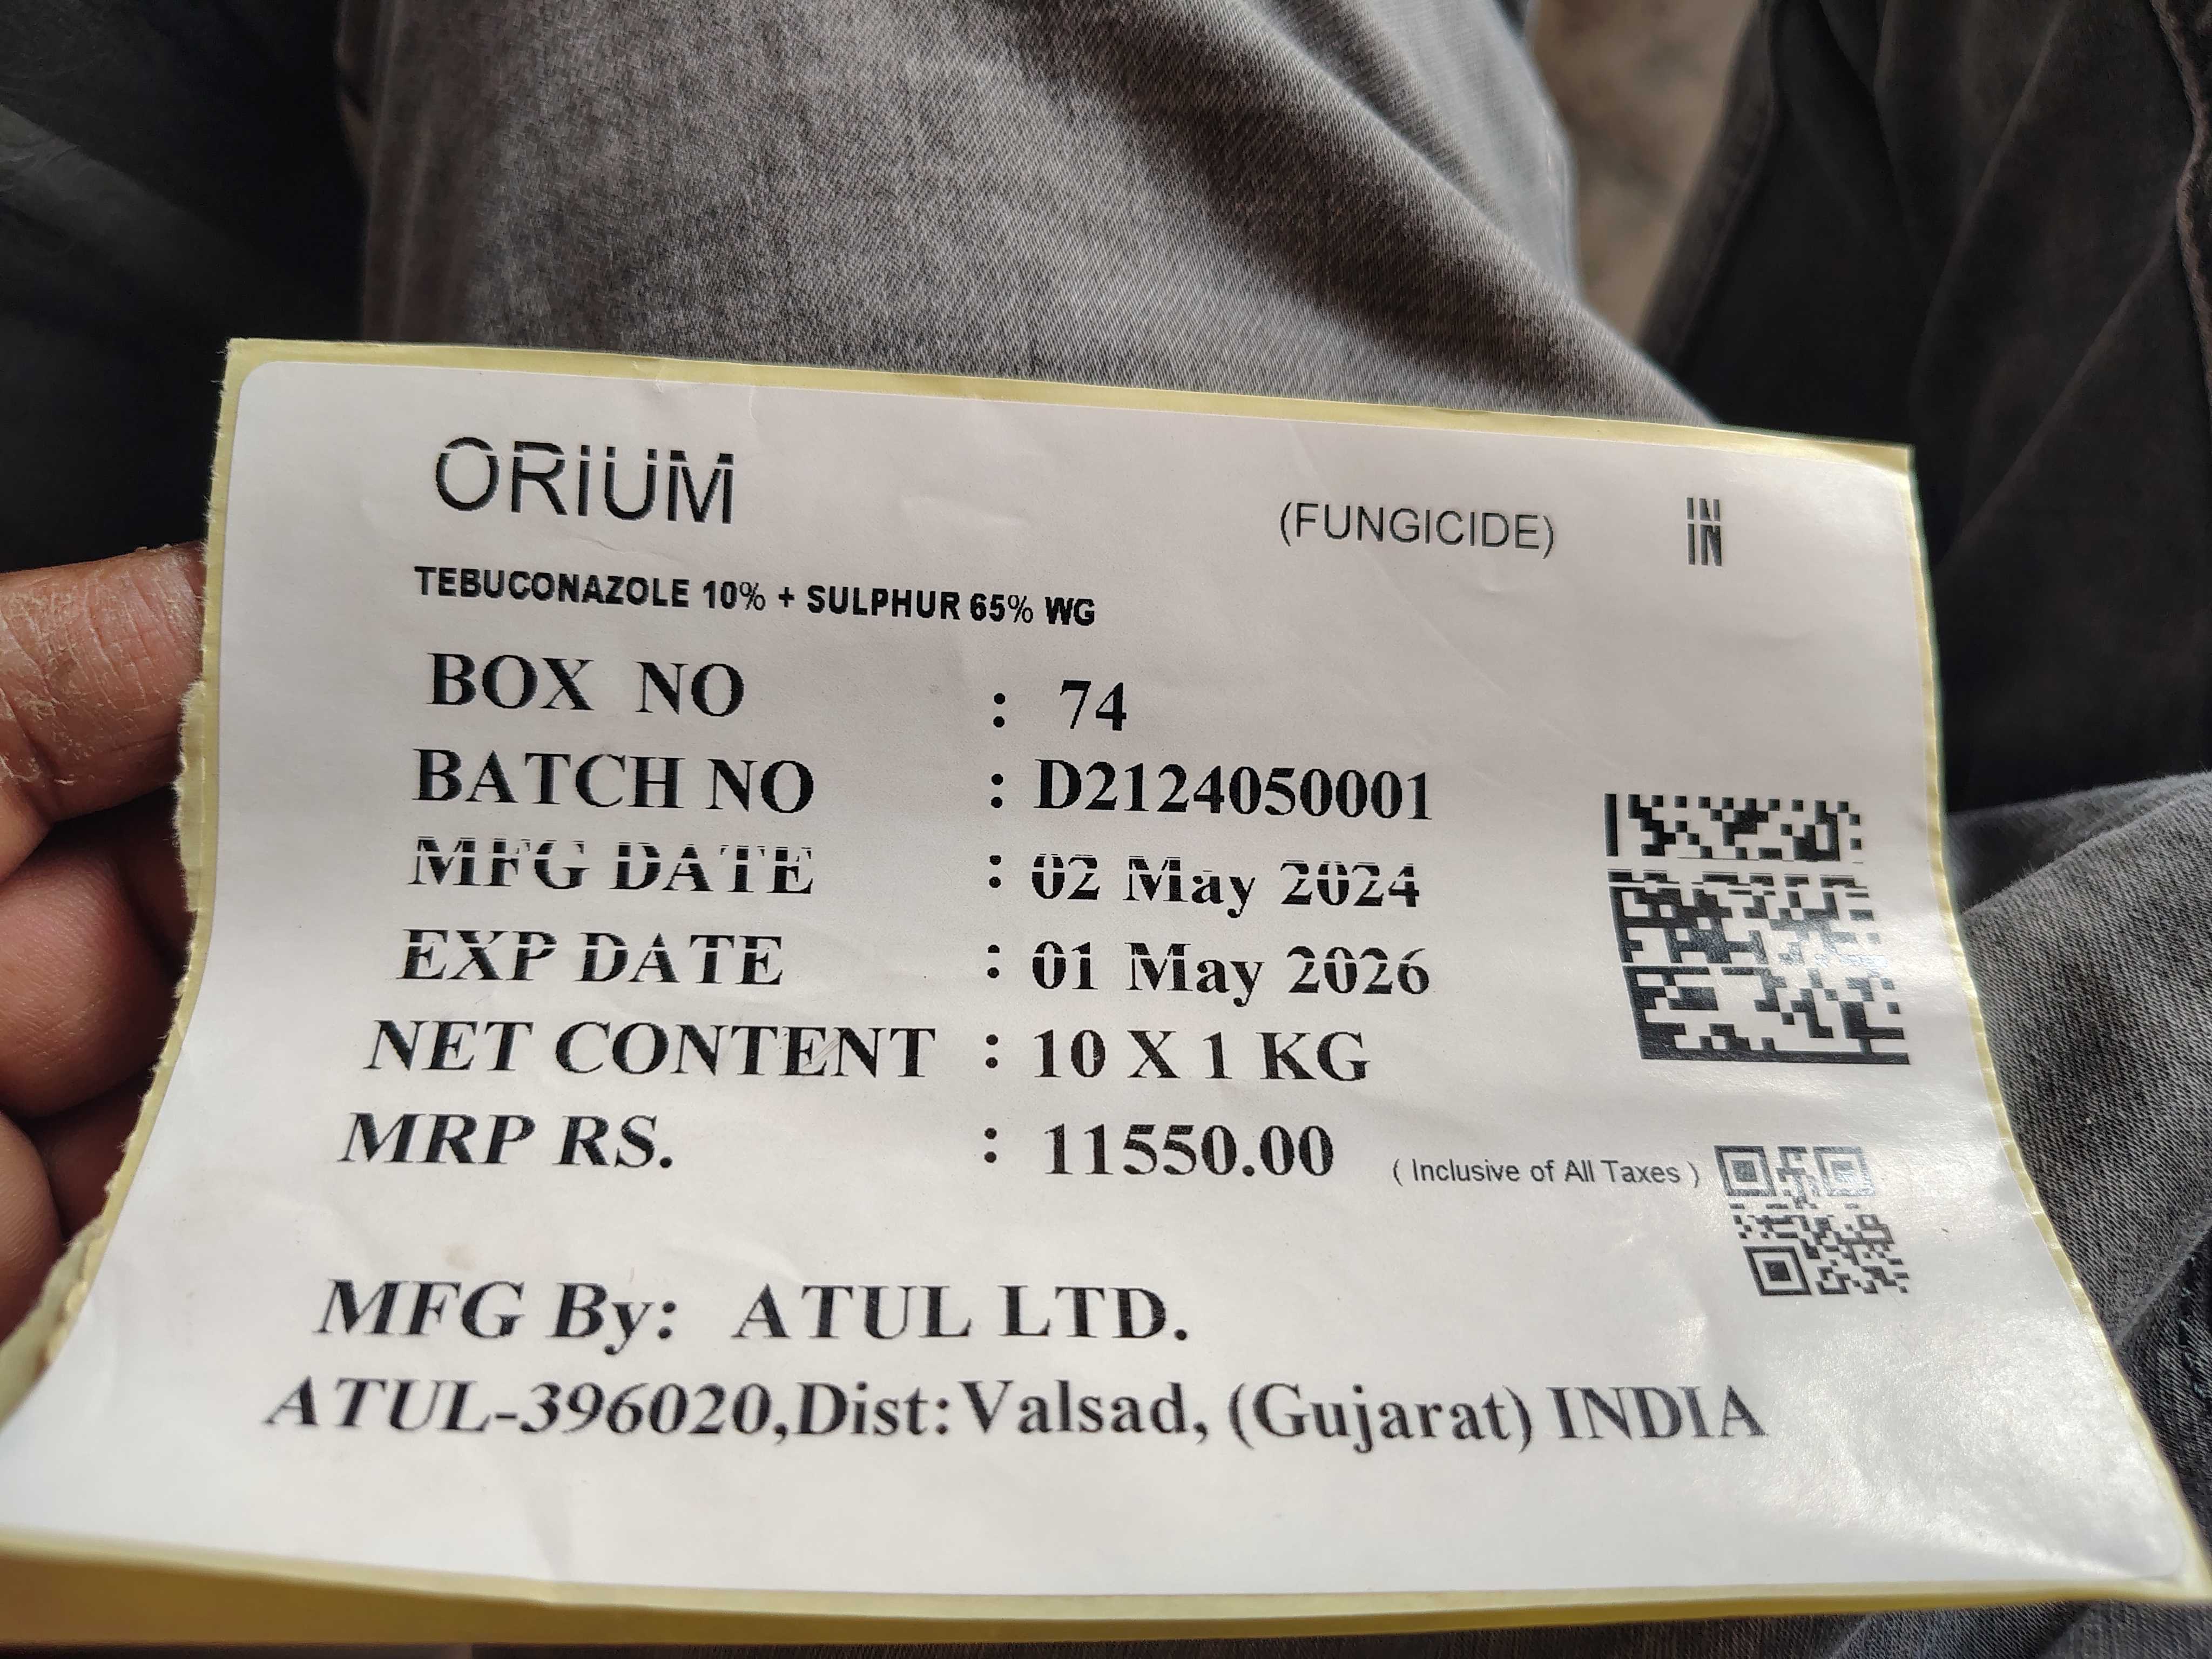 ORIUM
(FUNGICIDE) IN
TEBUCONAZOLE 10% + SULPHUR 65% WG
BOX NO : 74
BATCH NO : D2124050001
MFG DATE : 02 May 2024
EXP DATE : 01 May 2026
NET CONTENT : 10 X 1 KG
MRP RS. : 11550.00 ( Inclusive of All Taxes )
MFG By: ATUL LTD.
ATUL-396020,Dist:Valsad, (Gujarat) INDIA